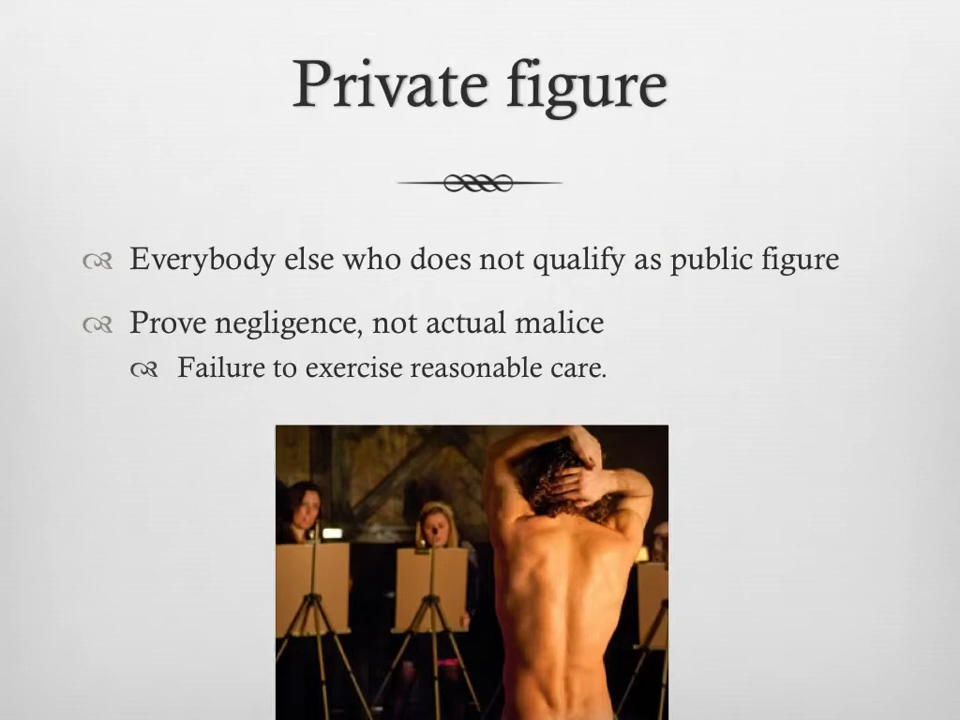 Private figure
Everybody else who does not qualify as public figure
Prove negligence, not actual malice
Failure to exercise reasonable care.